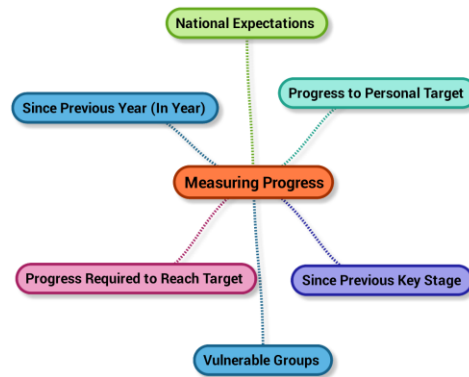 National Expectations
Progress to Personal Target
Since Previous Year (In Year)
Measuring Progress
Progress Required to Reach Target
Since Previous Key Stage
Vulnerable Groups